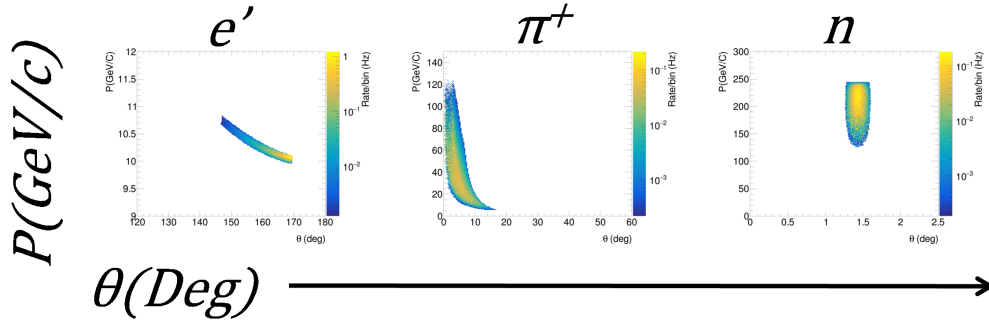 e’ π⁺ n
P(GeV/c)
P(GeV/C)
12
11.5
11
10.5
10
9.5
9
120 130 140 150 160 170 180
θ (deg)
1
10⁻¹
10⁻²
Rate/bin (Hz)
P(GeV/C)
140
120
100
80
60
40
20
0
0 10 20 30 40 50 60
θ (deg)
10⁻¹
10⁻²
10⁻³
Rate/bin (Hz)
P(GeV/C)
300
250
200
150
100
50
0
0 0.5 1 1.5 2 2.5
θ (deg)
10⁻¹
10⁻²
10⁻³
Rate/bin (Hz)
θ(Deg)